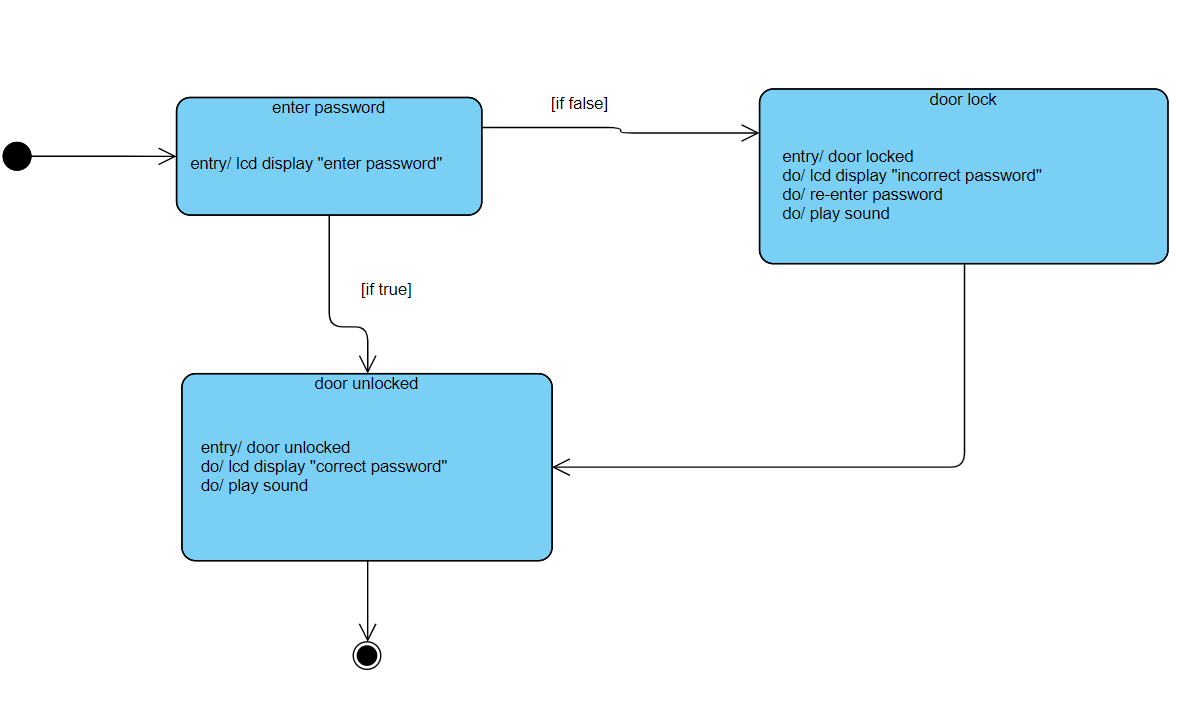 enter password
entry/ lcd display "enter password"
[if false]
door lock
entry/ door locked
do/ lcd display "incorrect password"
do/ re-enter password
do/ play sound
[if true]
door unlocked
entry/ door unlocked
do/ lcd display "correct password"
do/ play sound